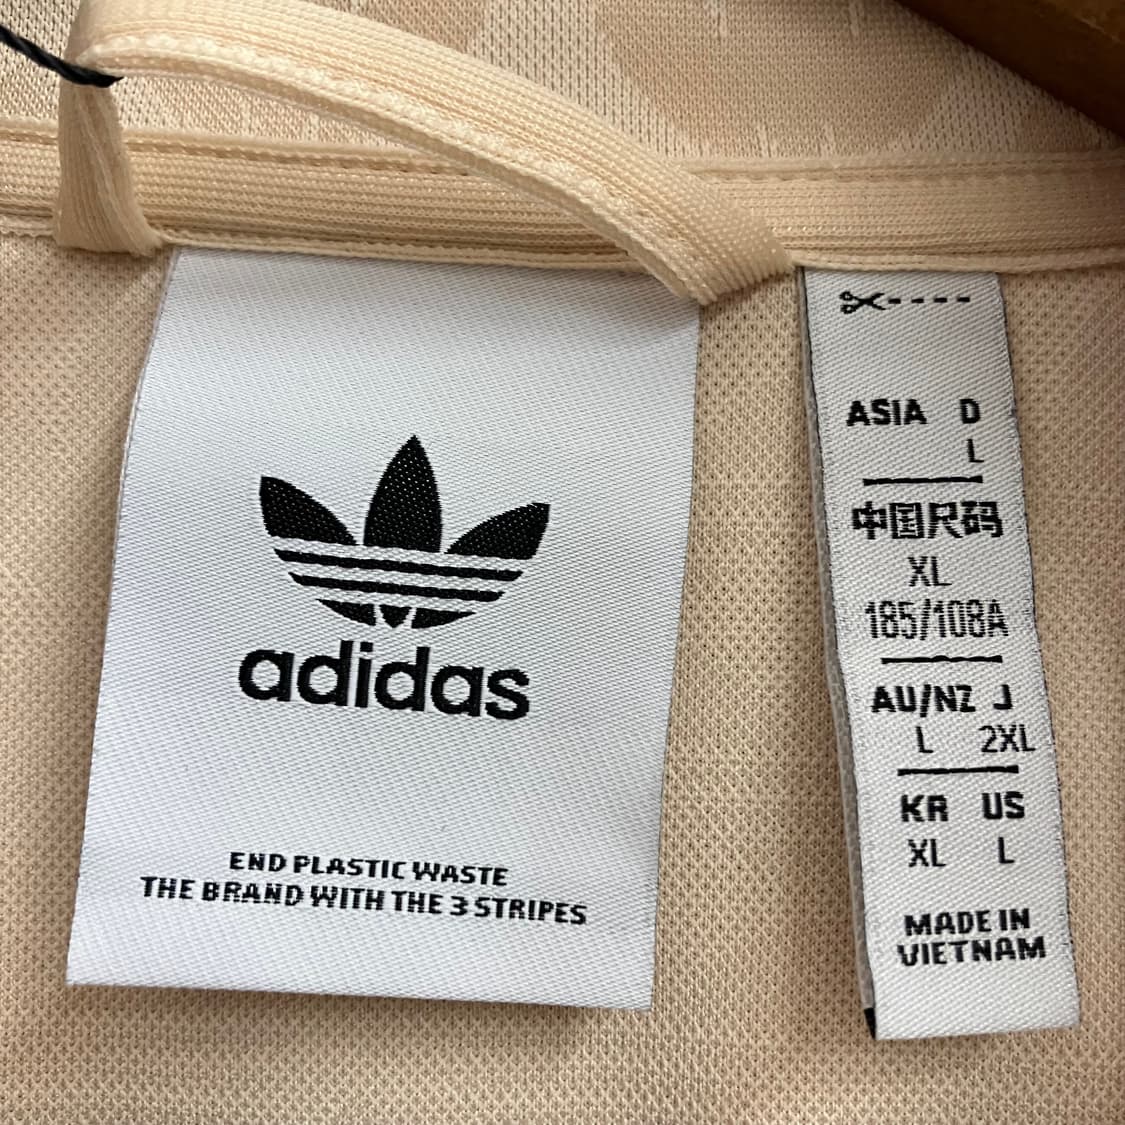 adidas
END PLASTIC WASTE
THE BRAND WITH THE 3 STRIPES
ASIA D
L
中国尺码
XL
185/108A
AU/NZ J
L 2XL
KR US
XL L
MADE IN
VIETNAM